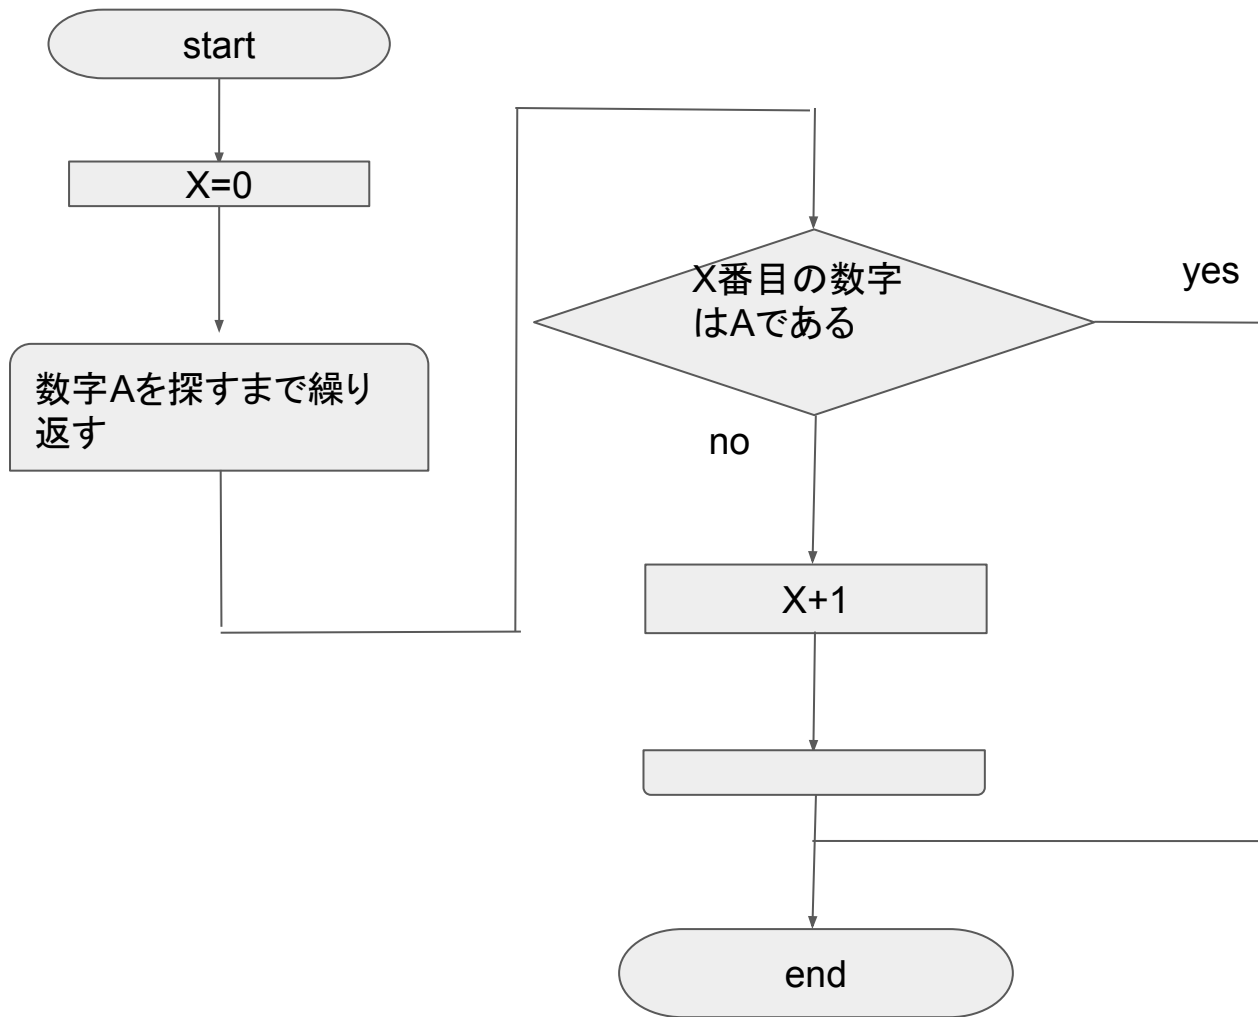 start
X=0
数字Aを探すまで繰り
返す
X番目の数字
はAである
yes
no
X+1
end